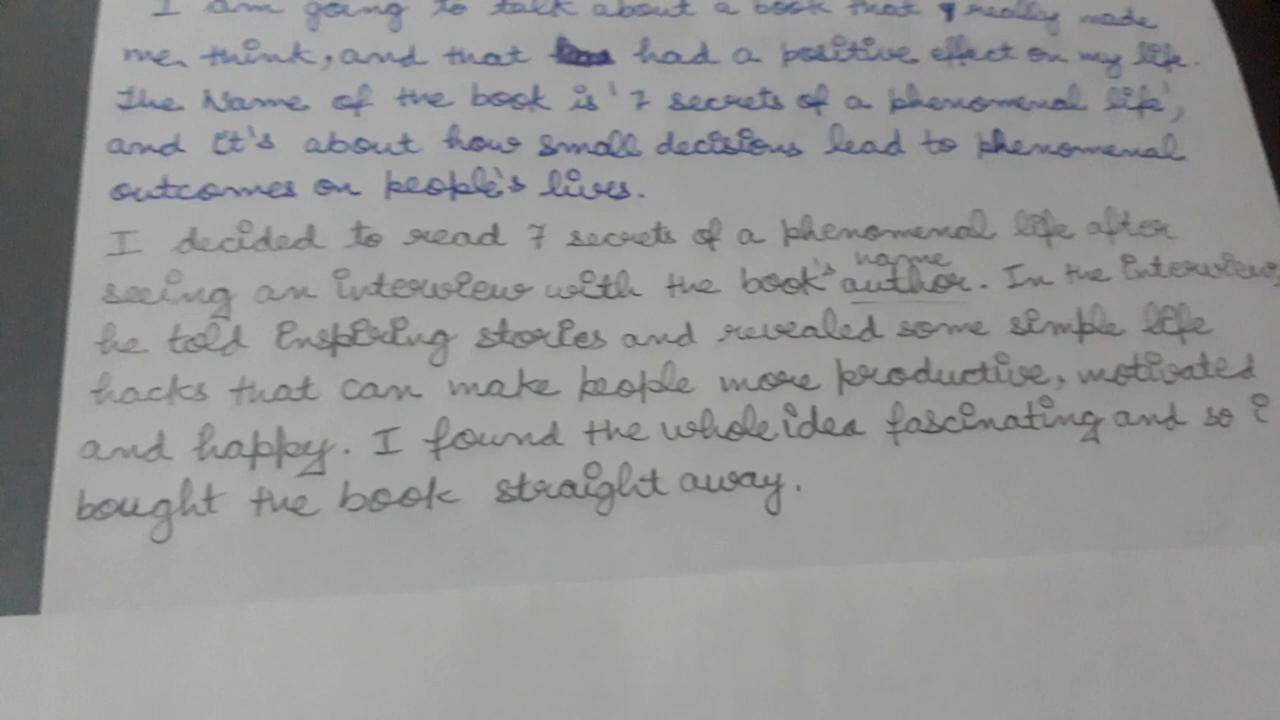 I am going to talk about a book that really made
me think, and that had a positive effect on my life.
The Name of the book is '7 secrets of a phenomenal life',
and it's about how small decisions lead to phenomenal
outcomes on people's lives.
I decided to read 7 secrets of a phenomenal life after
name
seeing an interview with the book's author. In the interview
he told inspiring stories and revealed some simple life
hacks that can make people more productive, motivated
and happy. I found the whole idea fascinating and so i
bought the book straight away.